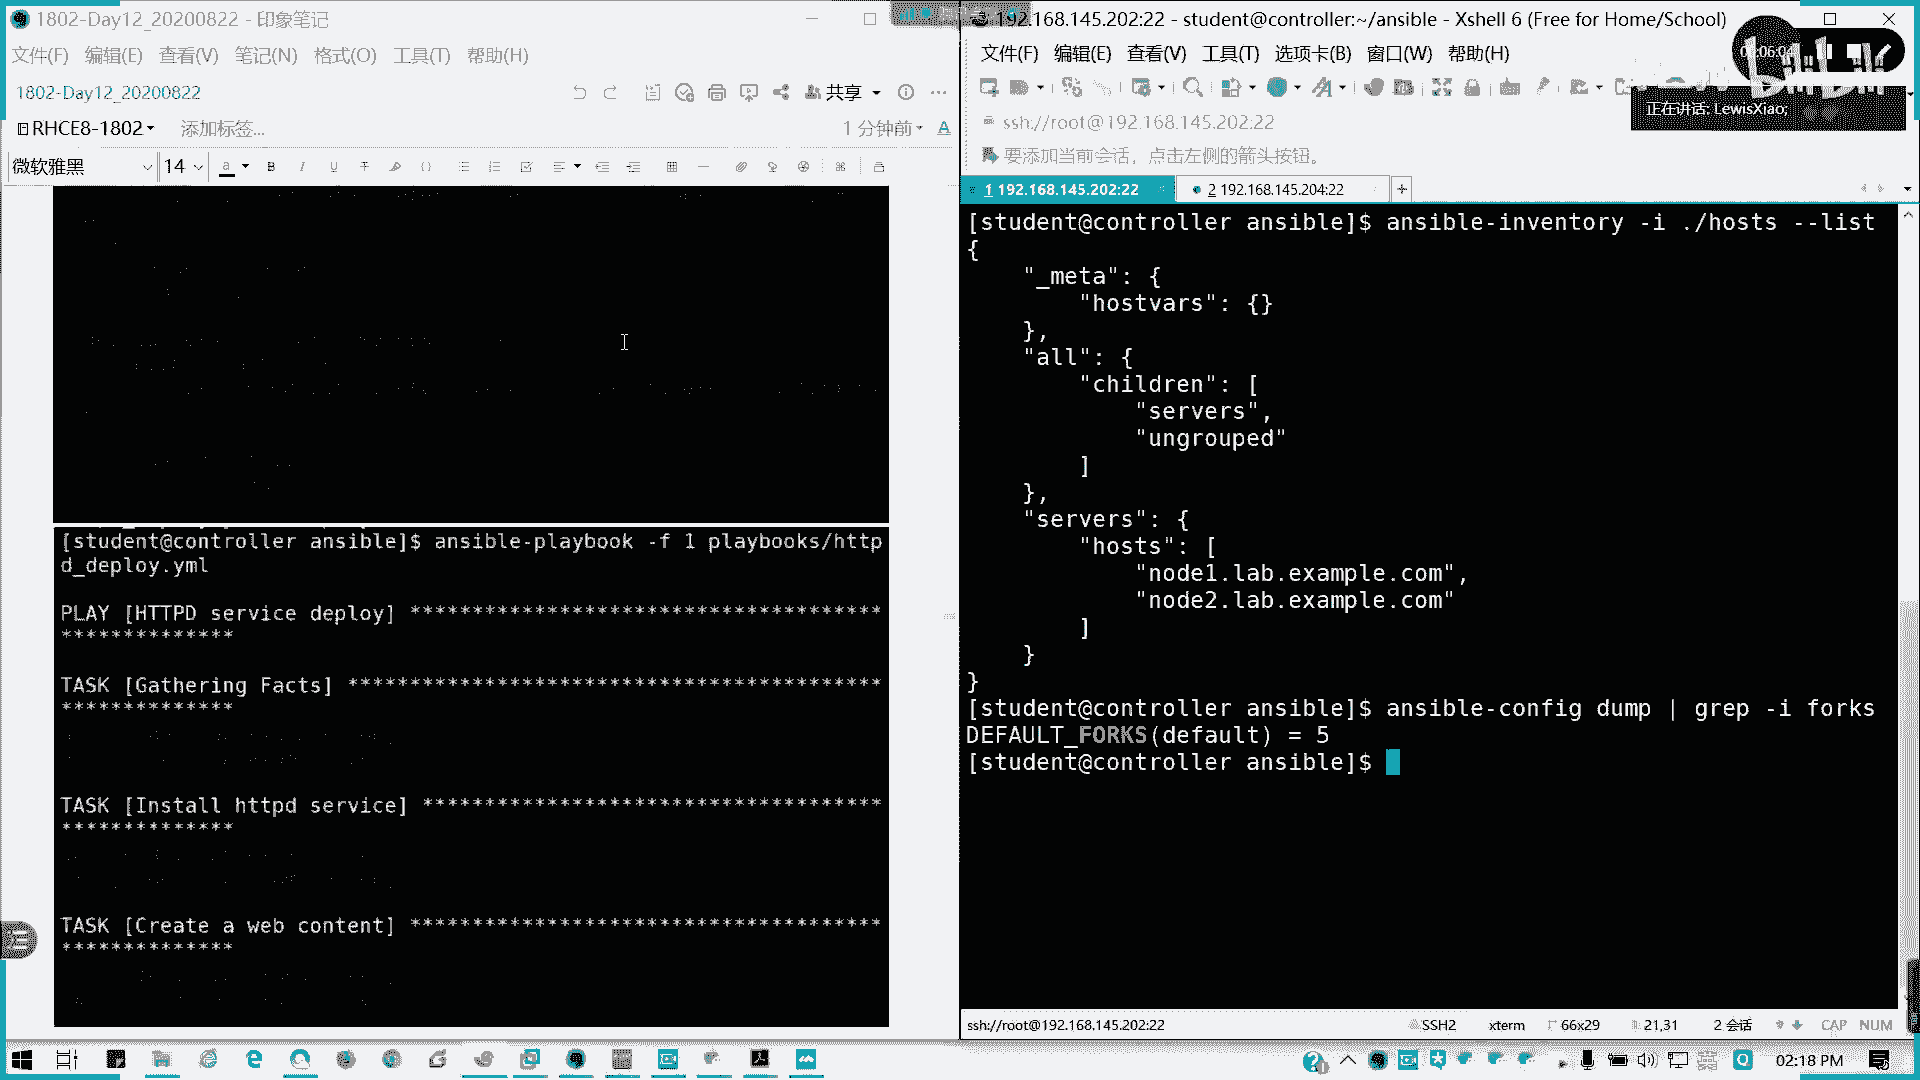 1802-Day12_20200822 - 印象笔记
文件(F) 编辑(E) 查看(V) 笔记(N) 格式(O) 工具(T) 帮助(H)
1802-Day12_20200822
共享
RHCE8-1802
添加标签...
1 分钟前
微软雅黑
14
[student@controller ansible]$ ansible-playbook -f 1 playbooks/http
d_deploy.yml
PLAY [HTTPD service deploy] **************************************
**************
TASK [Gathering Facts] *******************************************
**************
TASK [Install httpd service] *************************************
**************
TASK [Create a web content] **************************************
**************
192.168.145.202:22 - student@controller:~/ansible - Xshell 6 (Free for Home/School)
文件(F) 编辑(E) 查看(V) 工具(T) 选项卡(B) 窗口(W) 帮助(H)
正在讲话: LewisXiao;
ssh://root@192.168.145.202:22
要添加当前会话，点击左侧的箭头按钮。
1 192.168.145.202:22
2 192.168.145.204:22
[student@controller ansible]$ ansible-inventory -i ./hosts --list
{
"_meta": {
"hostvars": {}
},
"all": {
"children": [
"servers",
"ungrouped"
]
},
"servers": {
"hosts": [
"node1.lab.example.com",
"node2.lab.example.com"
]
}
}
[student@controller ansible]$ ansible-config dump | grep -i forks
DEFAULT_FORKS(default) = 5
[student@controller ansible]$
ssh://root@192.168.145.202:22
SSH2
xterm
66x29
21,31
2 会话
CAP NUM
02:18 PM